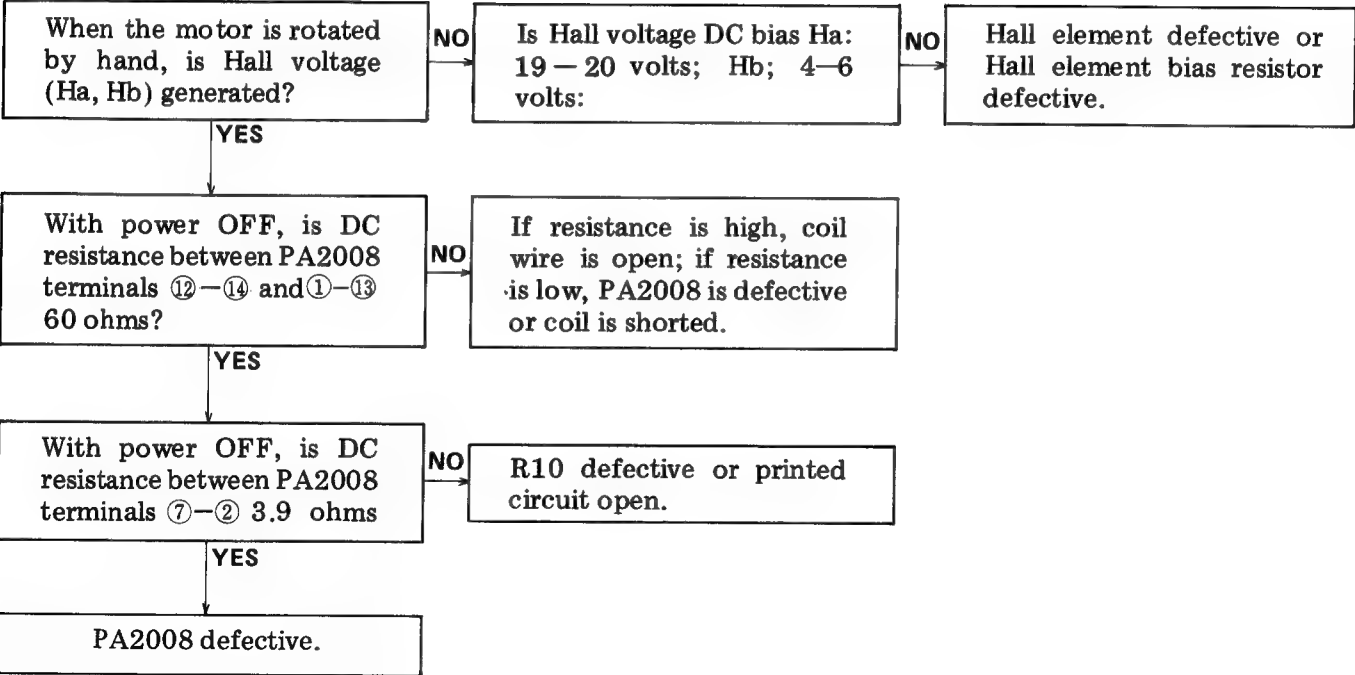 When the motor is rotated
by hand, is Hall voltage
(Ha, Hb) generated?
NO
Is Hall voltage DC bias Ha:
19 — 20 volts; Hb; 4—6
volts:
NO
Hall element defective or
Hall element bias resistor
defective.
YES
With power OFF, is DC
resistance between PA2008
terminals ⑫—⑭ and ①—⑬
60 ohms?
NO
If resistance is high, coil
wire is open; if resistance
is low, PA2008 is defective
or coil is shorted.
YES
With power OFF, is DC
resistance between PA2008
terminals ⑦—② 3.9 ohms
NO
R10 defective or printed
circuit open.
YES
PA2008 defective.